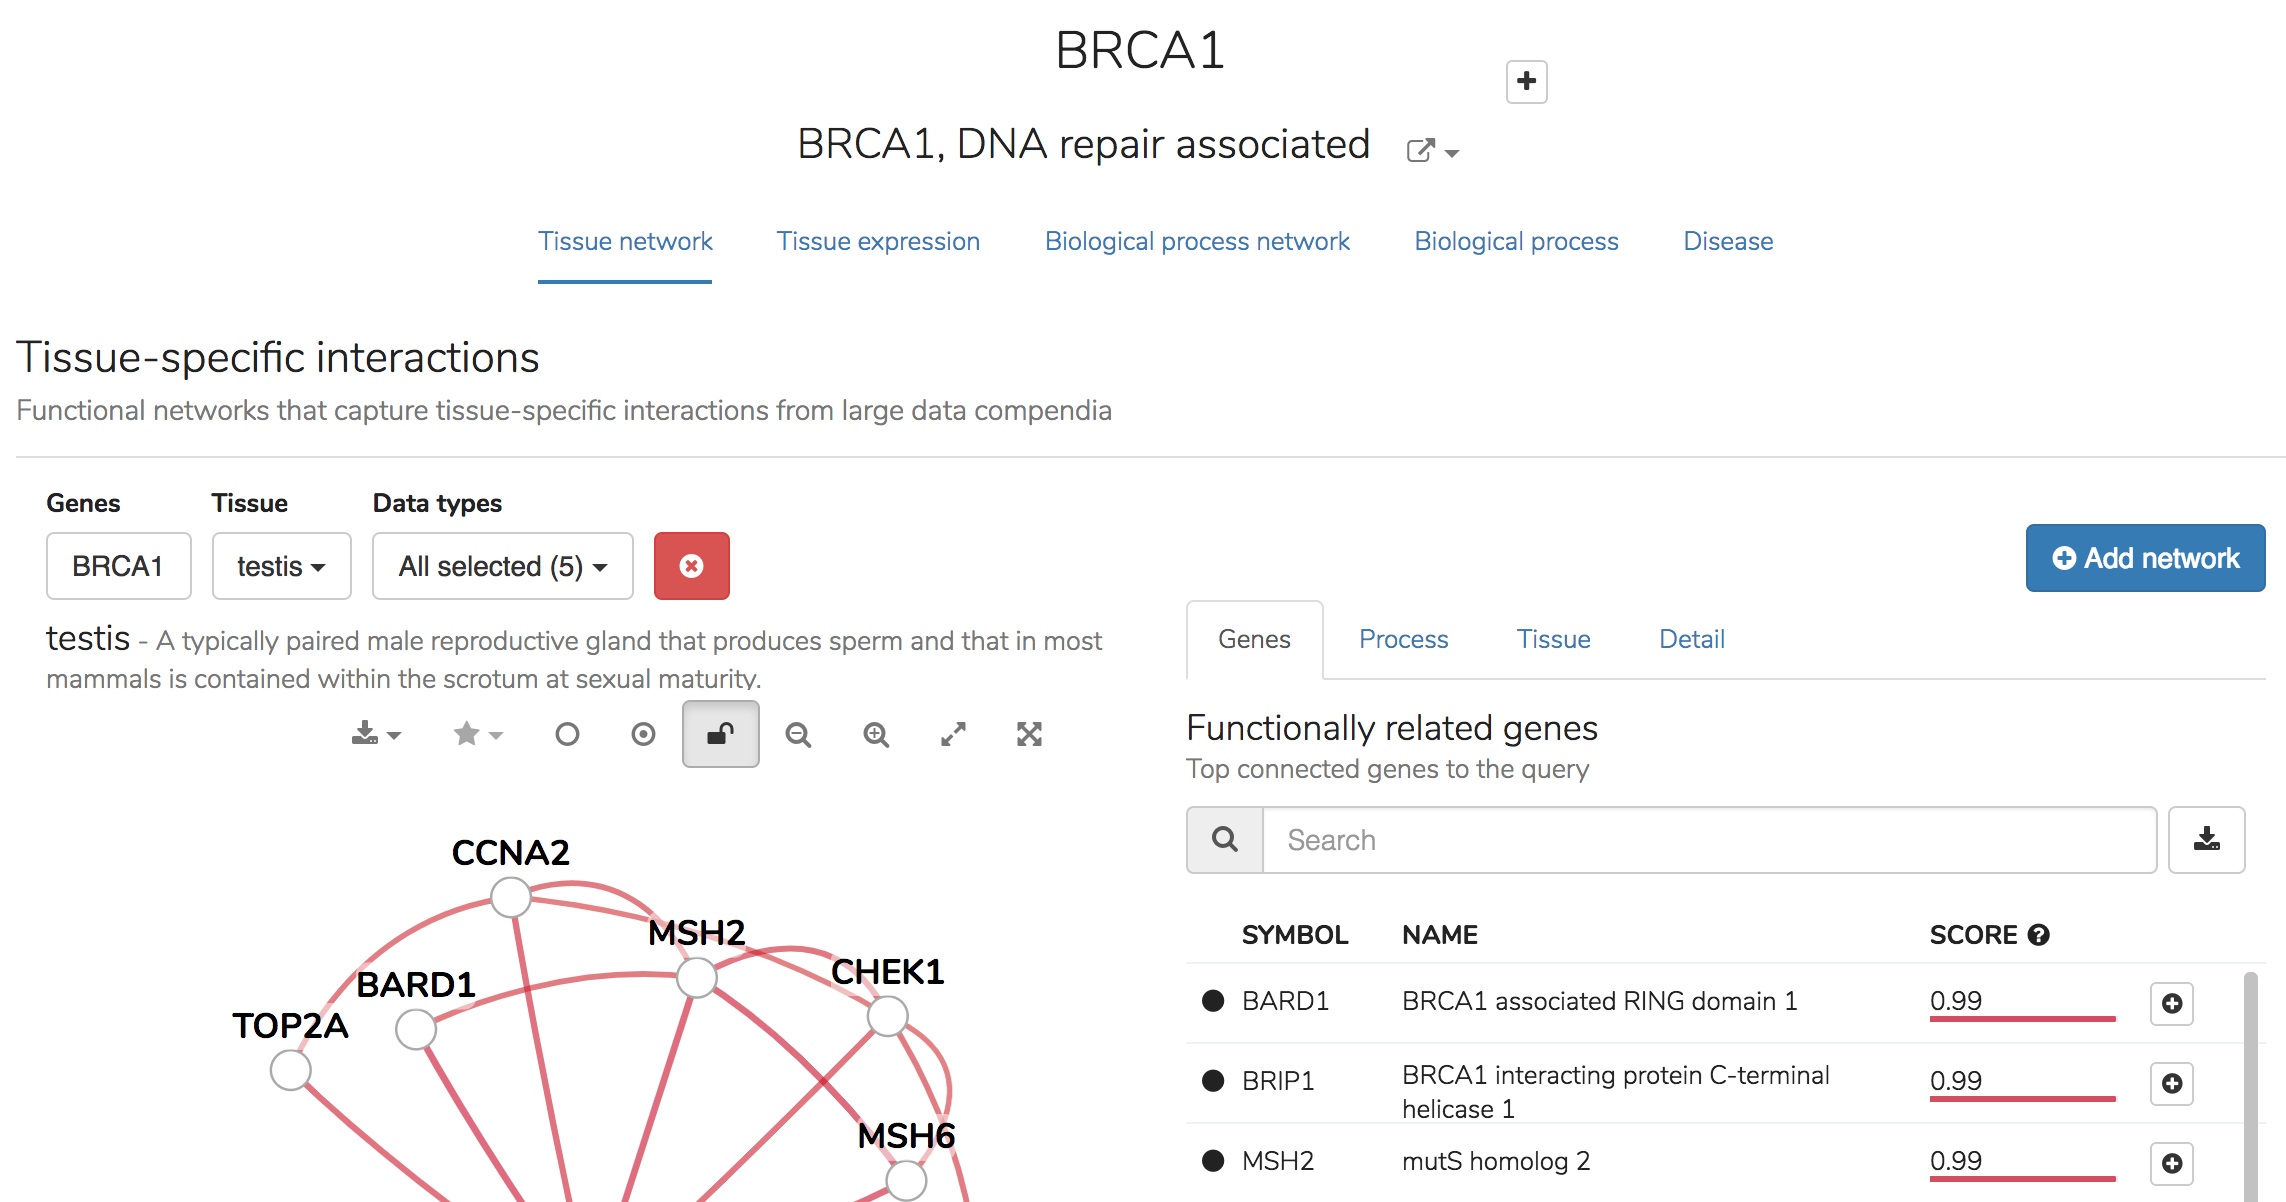 BRCA1
BRCA1, DNA repair associated
Tissue network
Tissue expression
Biological process network
Biological process
Disease
Tissue-specific interactions
Functional networks that capture tissue-specific interactions from large data compendia
Genes
Tissue
Data types
BRCA1
testis
All selected (5)
Add network
testis - A typically paired male reproductive gland that produces sperm and that in most
mammals is contained within the scrotum at sexual maturity.
CCNA2
MSH2
CHEK1
BARD1
TOP2A
MSH6
Genes
Process
Tissue
Detail
Functionally related genes
Top connected genes to the query
Search
SYMBOL NAME SCORE
BARD1 BRCA1 associated RING domain 1 0.99
BRIP1 BRCA1 interacting protein C-terminal 0.99
helicase 1
MSH2 mutS homolog 2 0.99